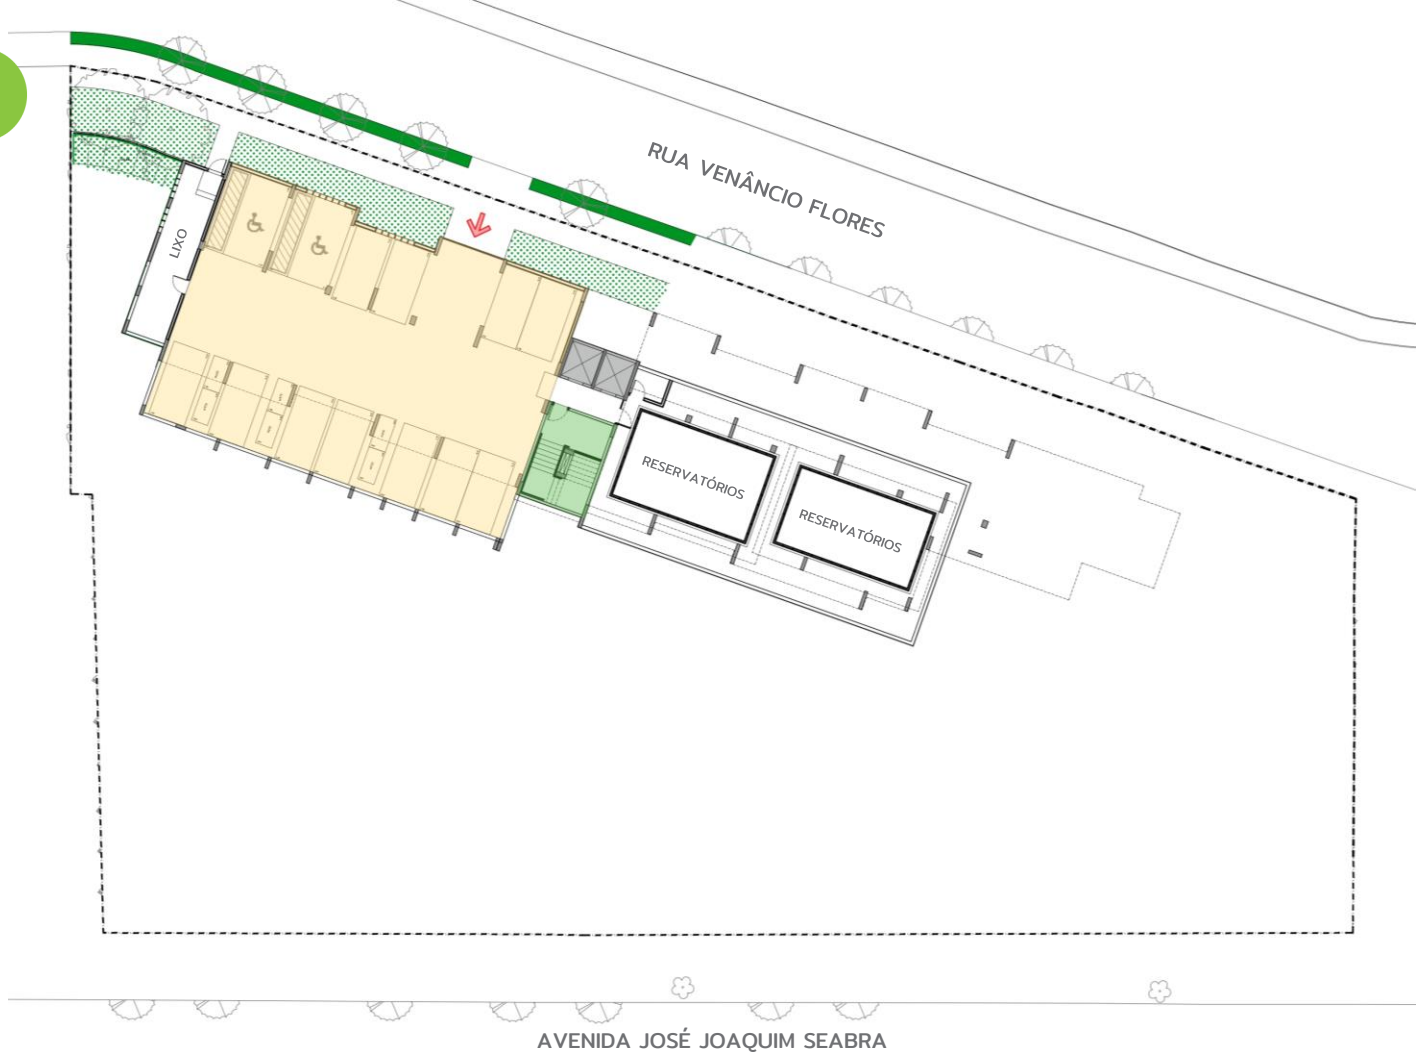 RUA VENÂNCIO FLORES
LIXO
RESERVATÓRIOS
RESERVATÓRIOS
AVENIDA JOSÉ JOAQUIM SEABRA